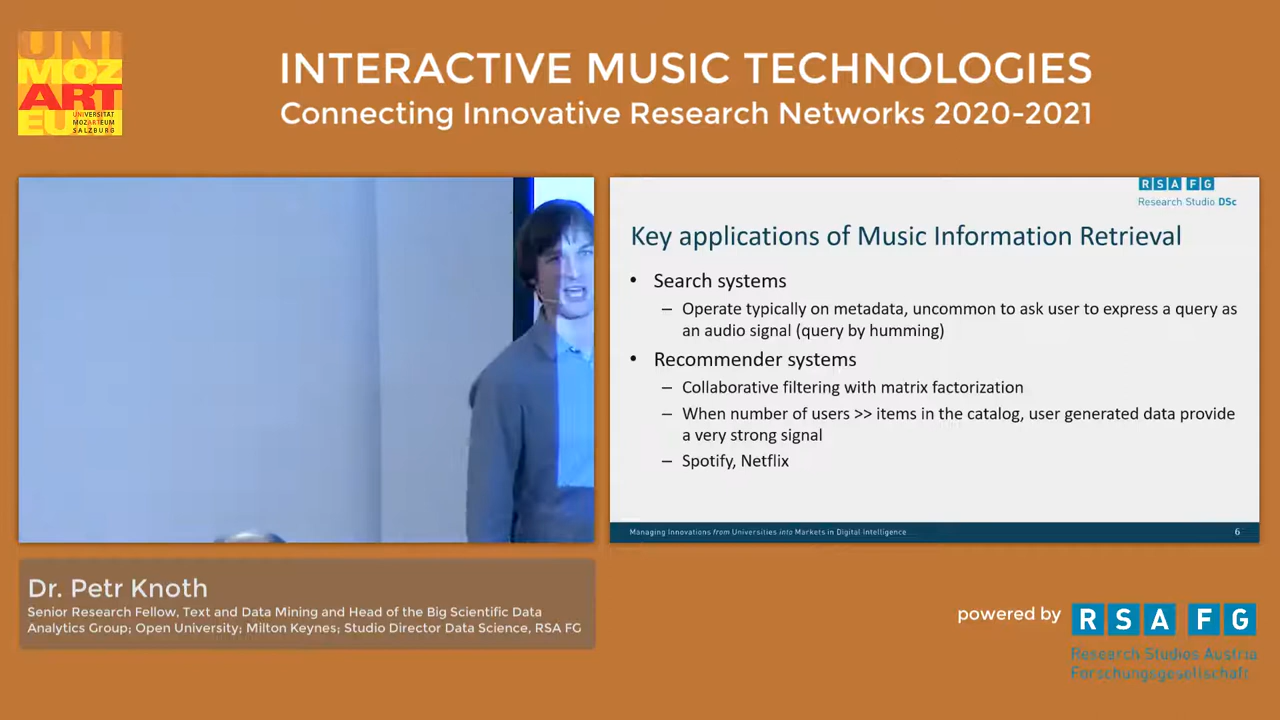 UNI
MOZ
ART
EU
UNIVERSITÄT
MOZARTEUM
SALZBURG
INTERACTIVE MUSIC TECHNOLOGIES
Connecting Innovative Research Networks 2020-2021
RSA FG
Research Studio DSc
Key applications of Music Information Retrieval
• Search systems
– Operate typically on metadata, uncommon to ask user to express a query as
an audio signal (query by humming)
• Recommender systems
– Collaborative filtering with matrix factorization
– When number of users >> items in the catalog, user generated data provide
a very strong signal
– Spotify, Netflix
Managing Innovations from Universities into Markets in Digital Intelligence
6
Dr. Petr Knoth
Senior Research Fellow, Text and Data Mining and Head of the Big Scientific Data
Analytics Group; Open University; Milton Keynes; Studio Director Data Science, RSA FG
powered by
RSA FG
Research Studios Austria
Forschungsgesellschaft